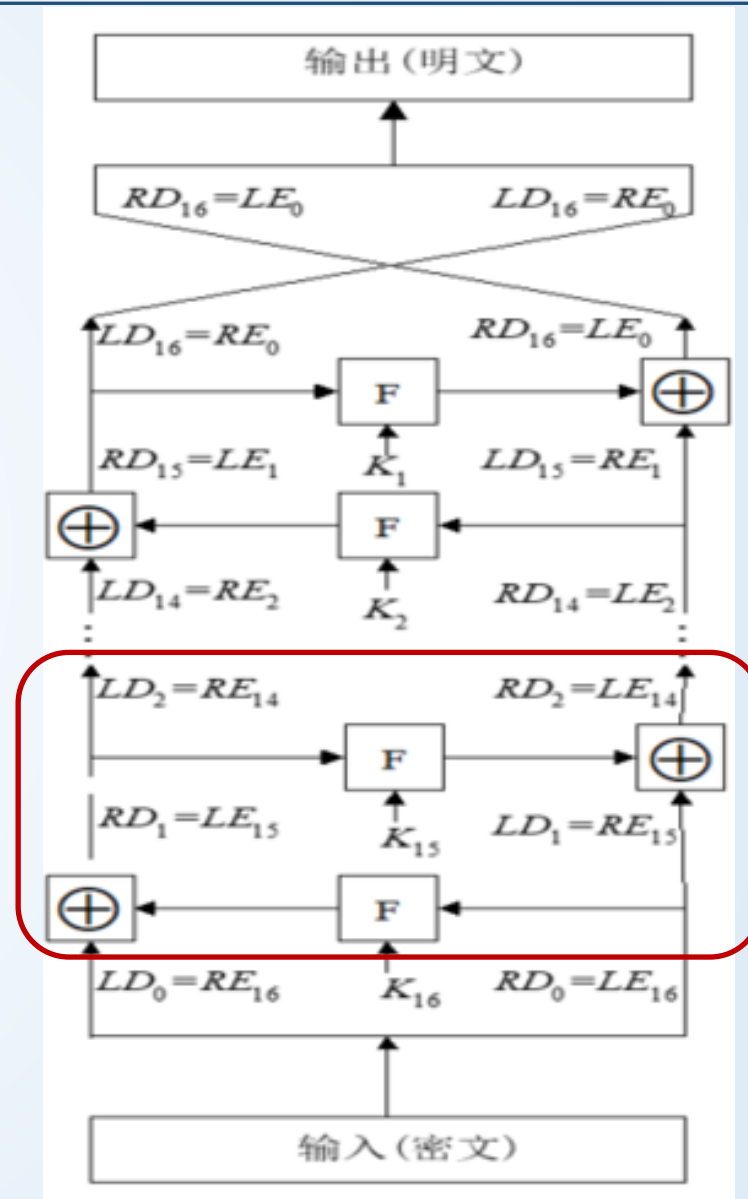 输出(明文)
RD₁₆=LE₀ LD₁₆=RE₀
LD₁₆=RE₀ RD₁₆=LE₀
F
RD₁₅=LE₁ K₁ LD₁₅=RE₁
F
LD₁₄=RE₂ K₂ RD₁₄=LE₂
LD₂=RE₁₄ RD₂=LE₁₄
F
RD₁=LE₁₅ K₁₅ LD₁=RE₁₅
F
LD₀=RE₁₆ K₁₆ RD₀=LE₁₆
输入(密文)